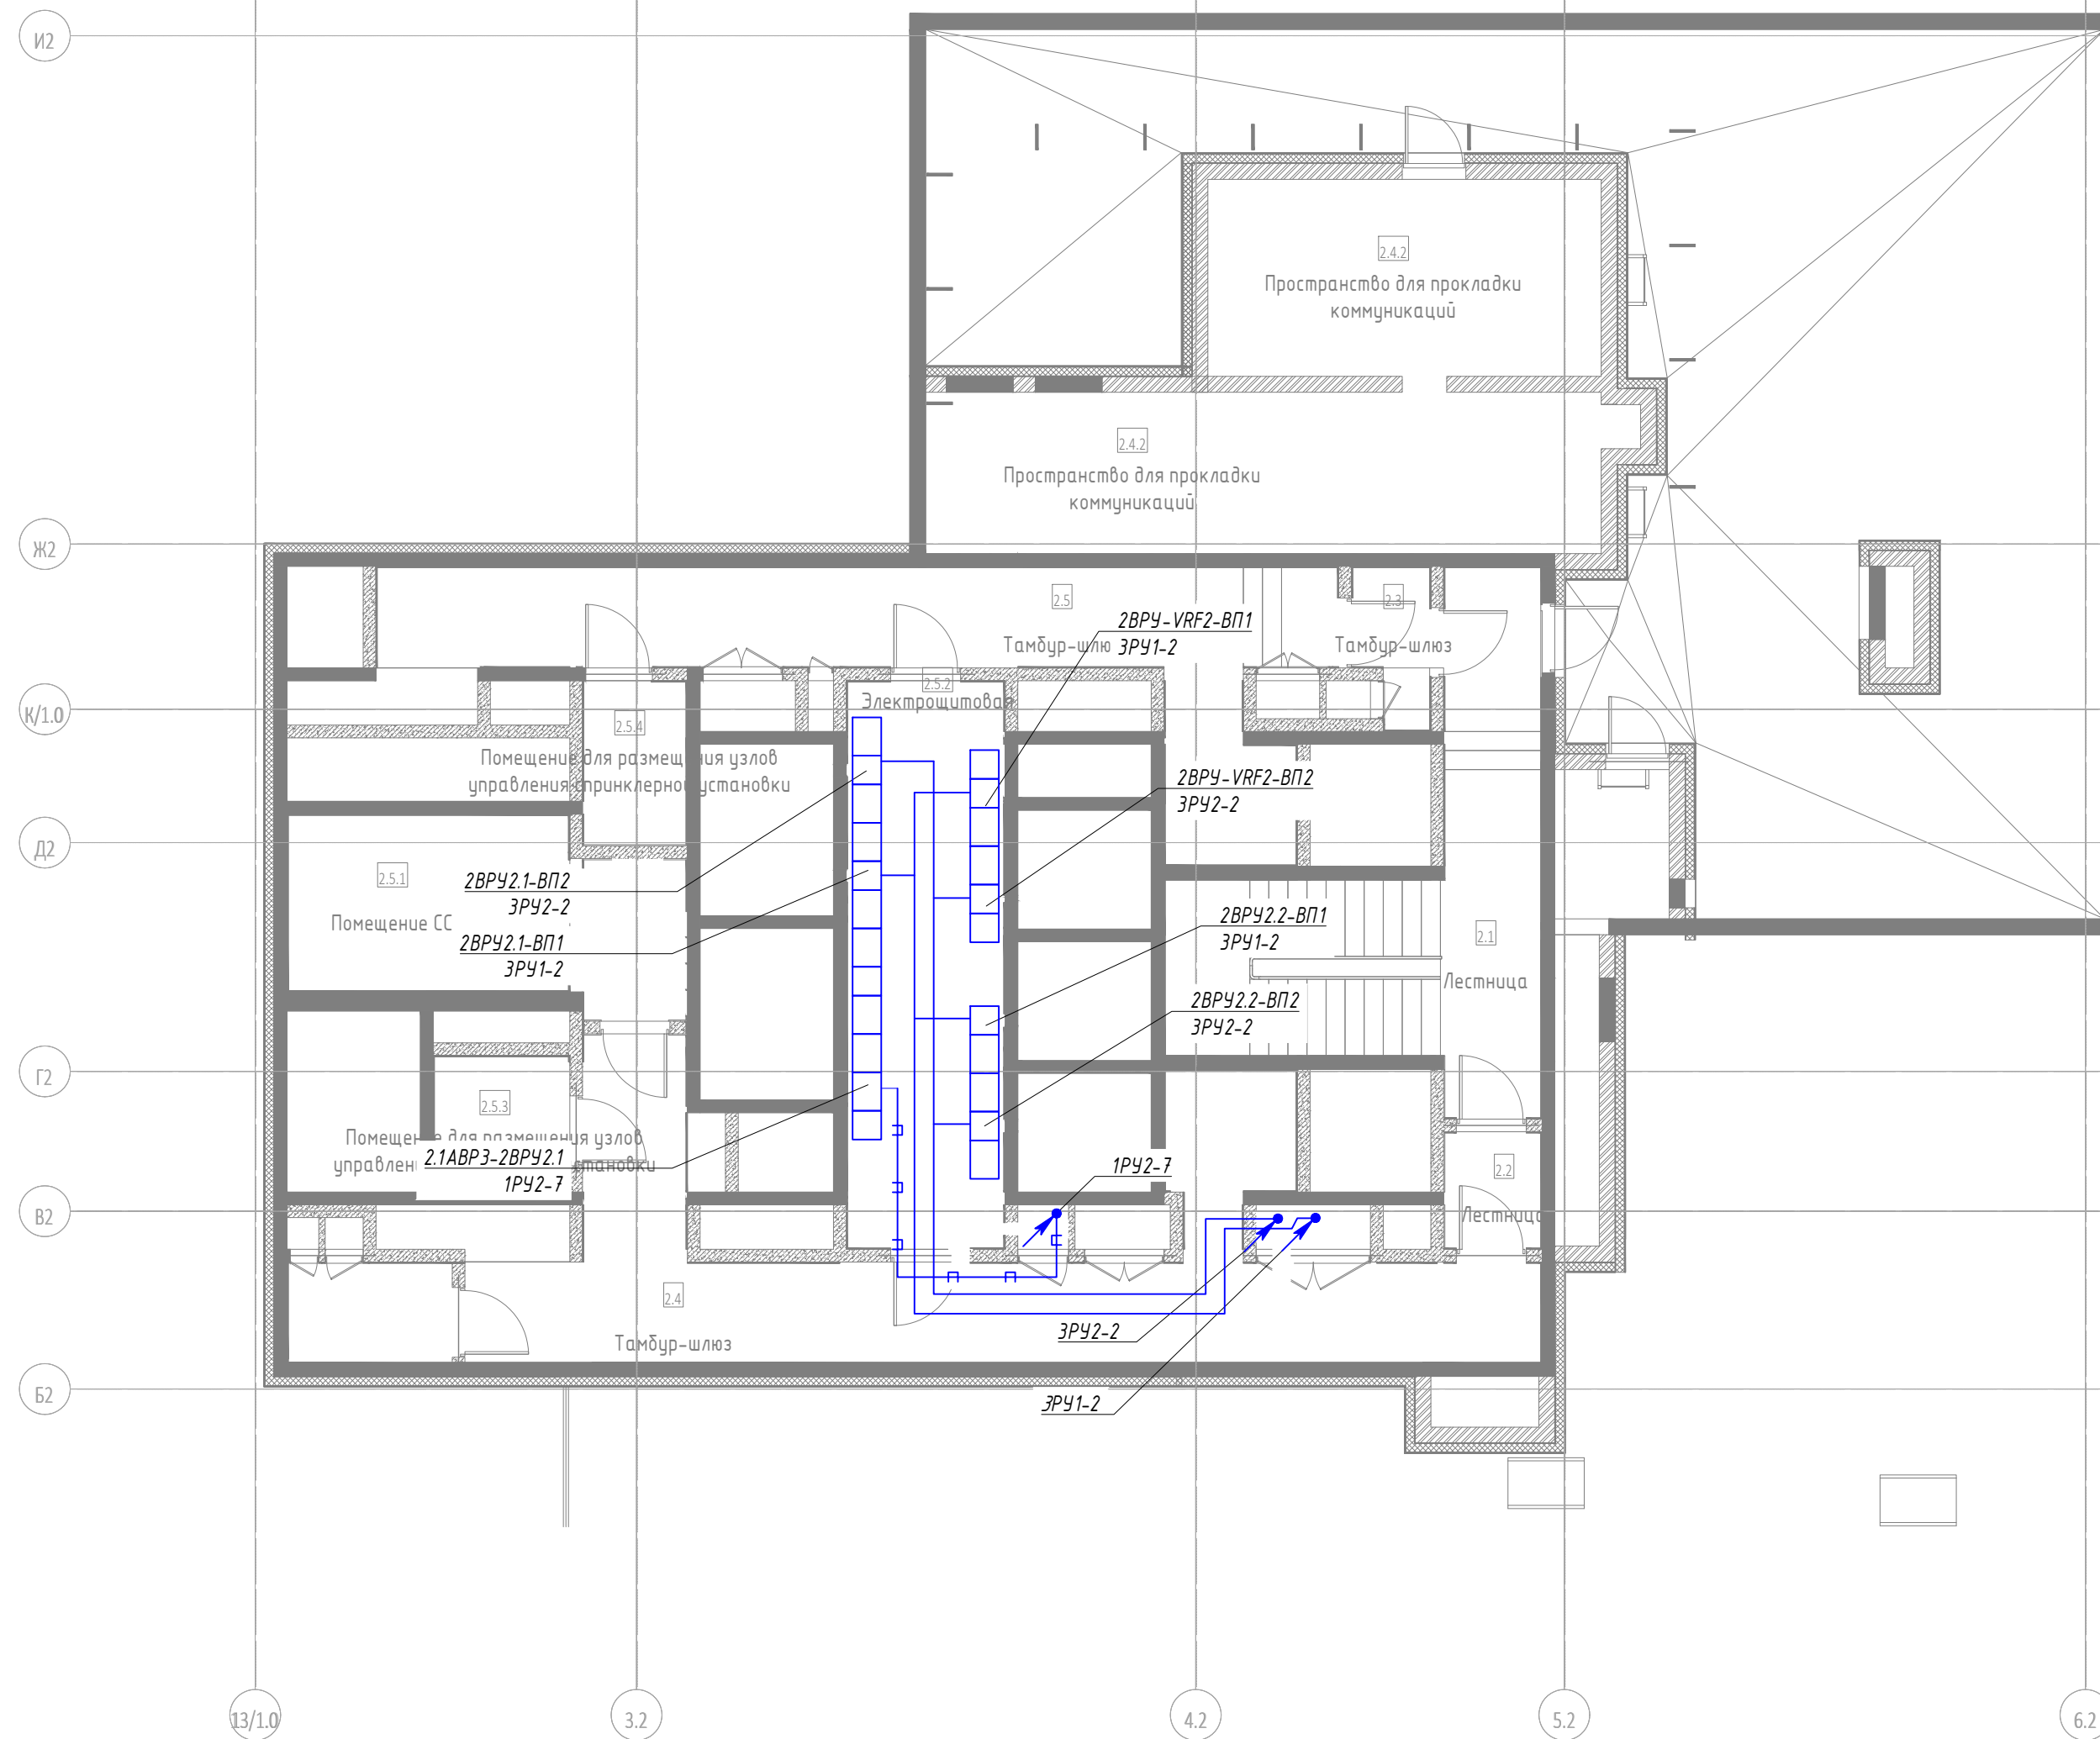 И2
2.4.2
Пространство для прокладки
коммуникаций
2.4.2
Пространство для прокладки
коммуникаций
Ж2
2.5
2.3
2ВРУ-VRF2-ВП1
Тамбур-шлю
3РУ1-2
Тамбур-шлюз
2.5.2
Электрощитовая
К/1.0
2.5.4
Помещение для размещения узлов
управления спринклерной установки
2ВРУ-VRF2-ВП2
3РУ2-2
Д2
2.5.1
2ВРУ2.1-ВП2
3РУ2-2
Помещение СС
2ВРУ2.1-ВП1
3РУ1-2
2ВРУ2.2-ВП1
3РУ1-2
2.1
Лестница
2ВРУ2.2-ВП2
3РУ2-2
Г2
2.5.3
Помещение для размещения узлов
управлен
тановки
2.1АВР3-2ВРУ2.1
1РУ2-7
1РУ2-7
2.2
Лестница
В2
2.4
Тамбур-шлюз
3РУ2-2
3РУ1-2
Б2
13/1.0
3.2
4.2
5.2
6.2